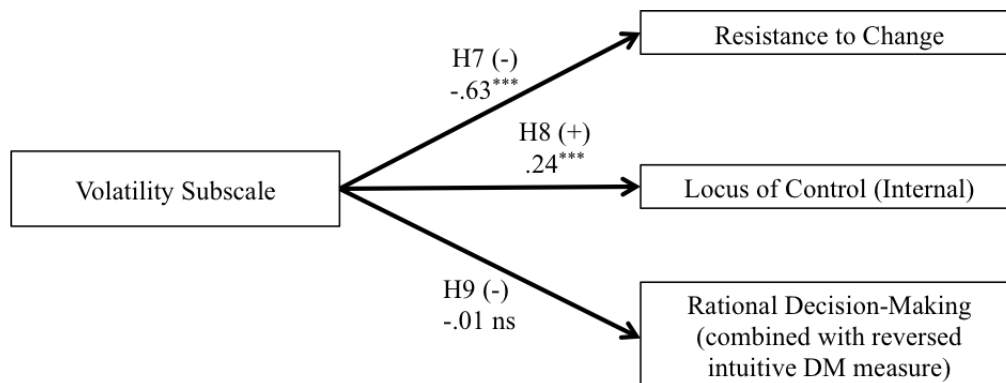 Resistance to Change
H7 (-)
-.63***
H8 (+)
.24***
Volatility Subscale
Locus of Control (Internal)
H9 (-)
-.01 ns
Rational Decision-Making
(combined with reversed
intuitive DM measure)